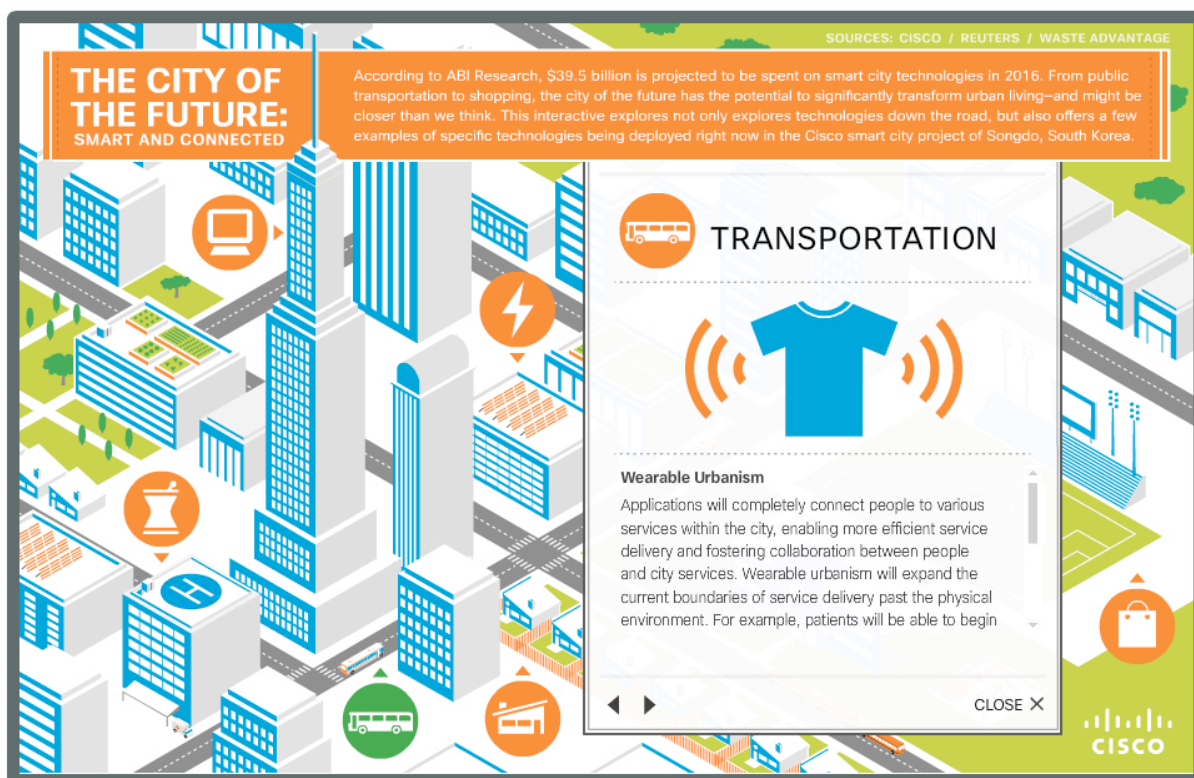 SOURCES: CISCO / REUTERS / WASTE ADVANTAGE
THE CITY OF
THE FUTURE:
SMART AND CONNECTED
According to ABI Research, $39.5 billion is projected to be spent on smart city technologies in 2016. From public
transportation to shopping, the city of the future has the potential to significantly transform urban living—and might be
closer than we think. This interactive explores not only explores technologies down the road, but also offers a few
examples of specific technologies being deployed right now in the Cisco smart city project of Songdo, South Korea.
TRANSPORTATION
Wearable Urbanism
Applications will completely connect people to various
services within the city, enabling more efficient service
delivery and fostering collaboration between people
and city services. Wearable urbanism will expand the
current boundaries of service delivery past the physical
environment. For example, patients will be able to begin
CLOSE X
H
CISCO